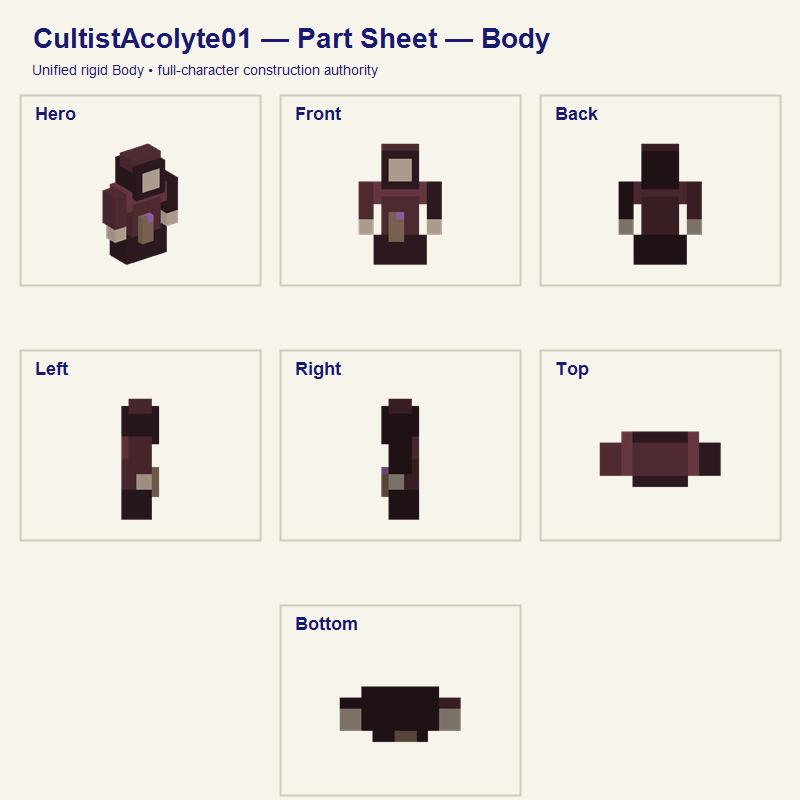 CultistAcolyte01 — Part Sheet — Body
Unified rigid Body • full-character construction authority
Hero
Front
Back
Left
Right
Top
Bottom